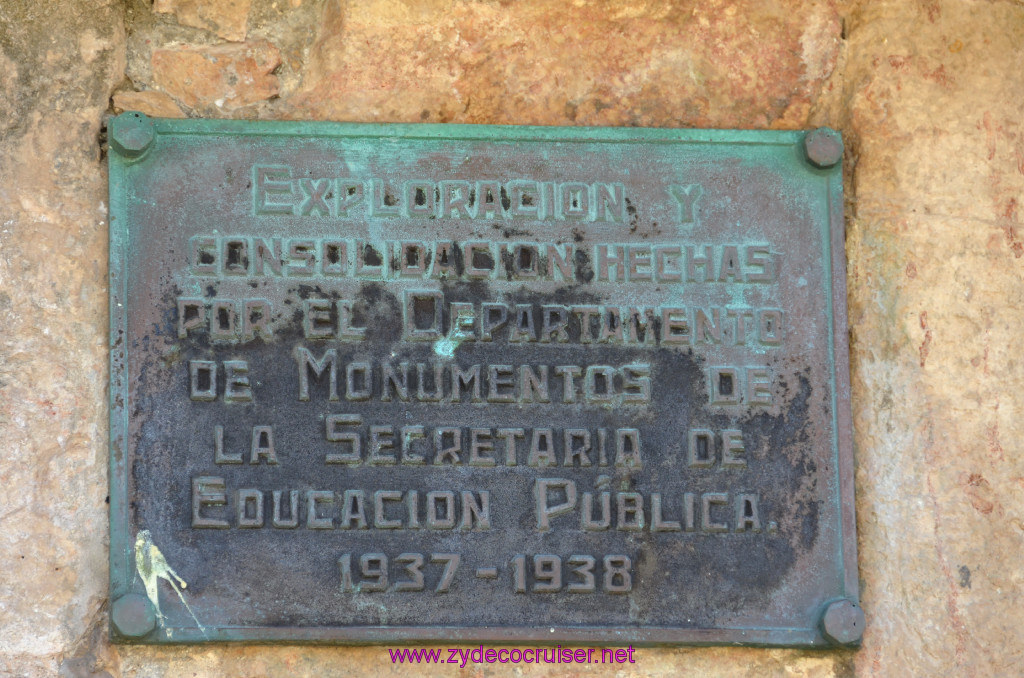 EXPLORACION Y
CONSOLIDACION HECHAS
POR EL DEPARTAMENTO
DE MONUMENTOS DE
LA SECRETARIA DE
EDUCACION PÚBLICA.
1937 - 1938
www.zydecocruiser.net